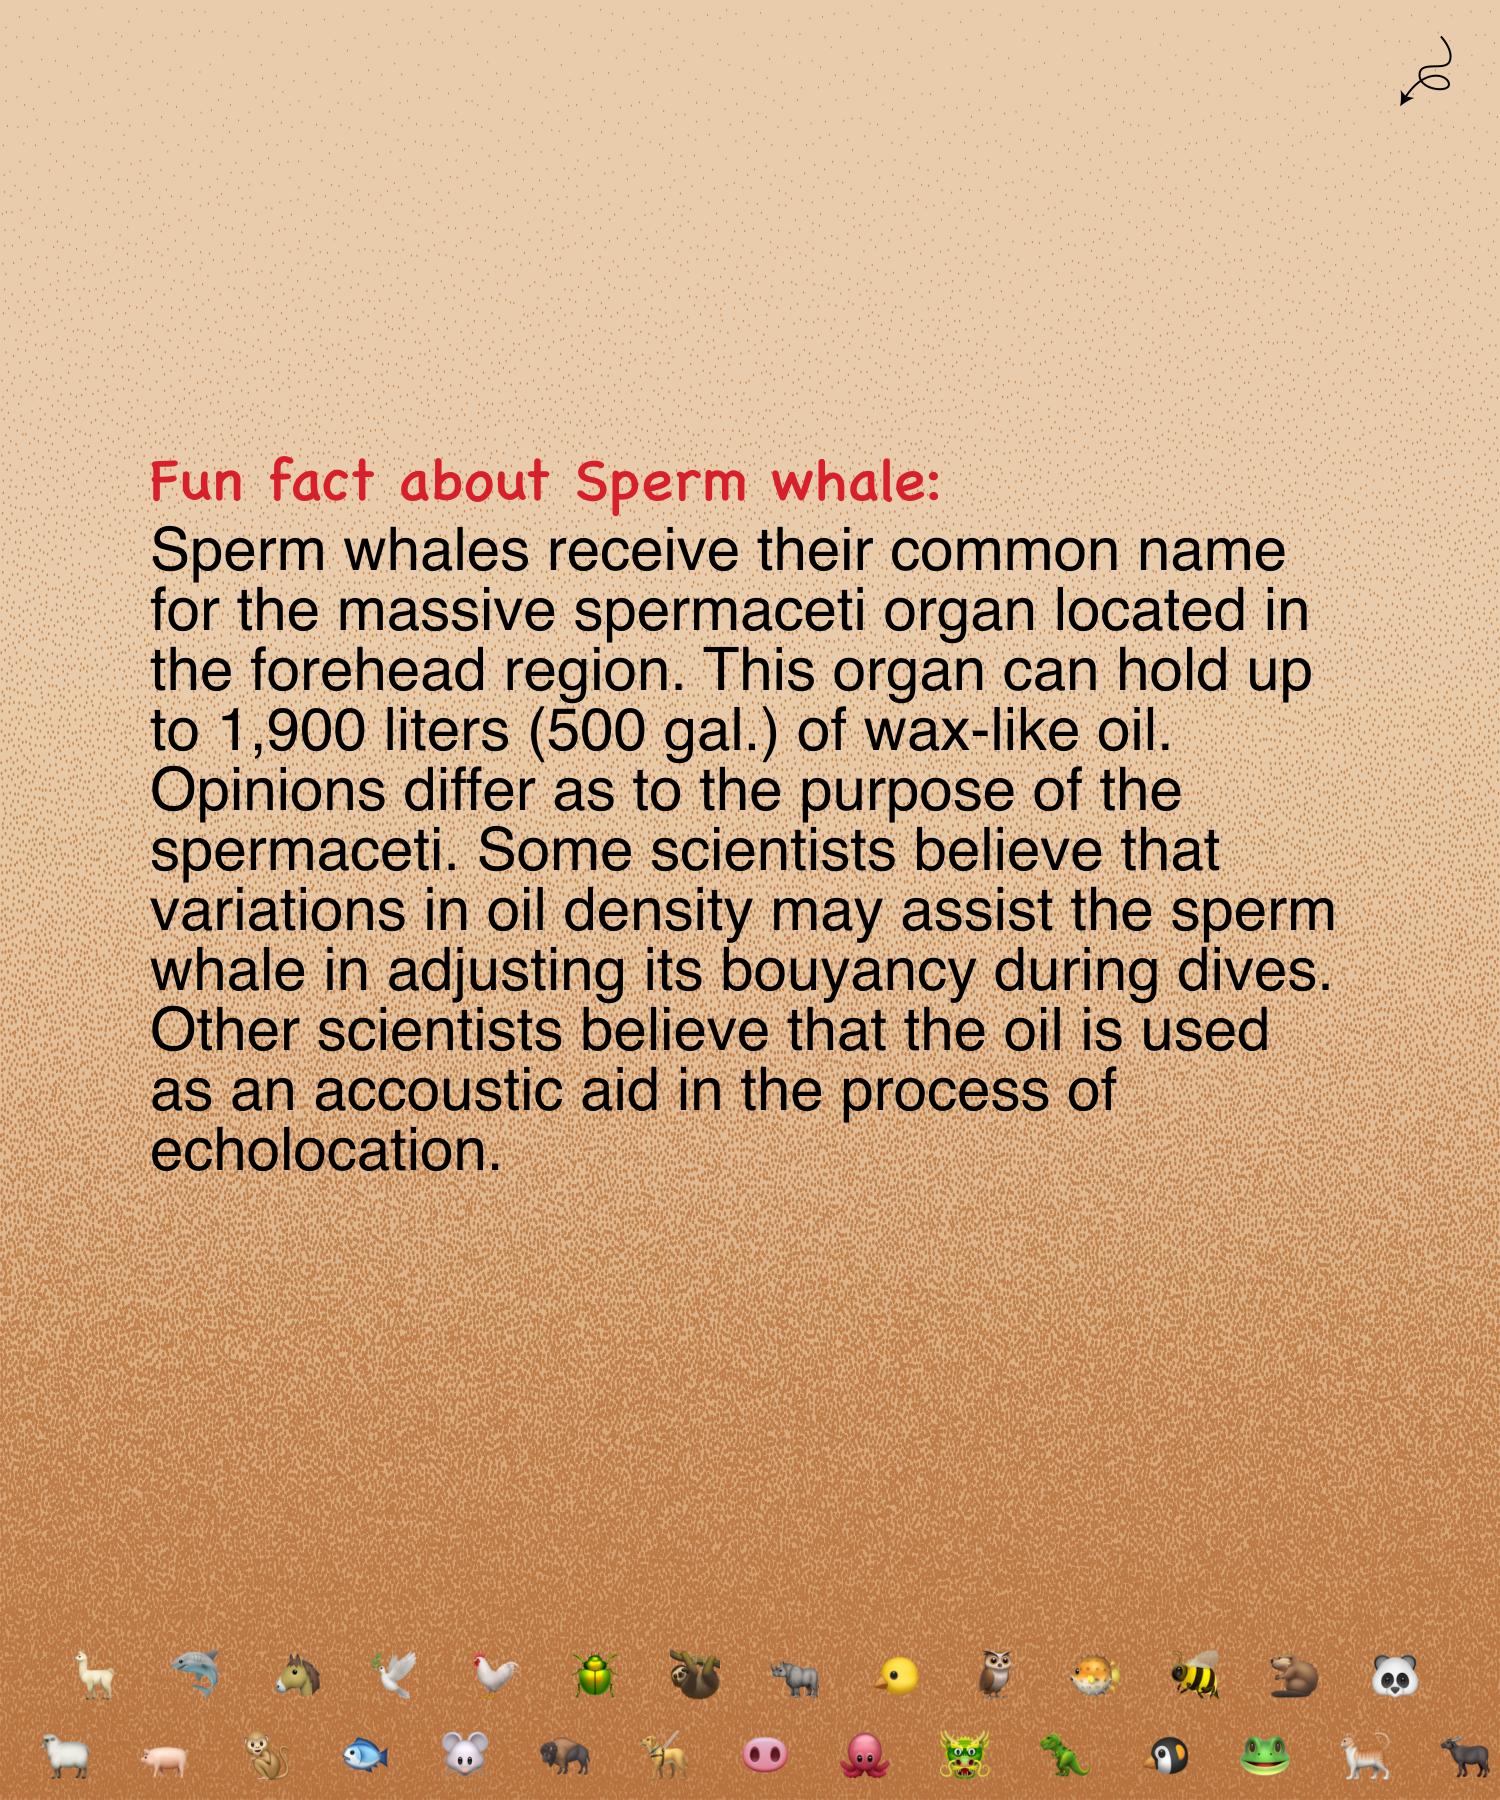 Fun fact about Sperm whale:
Sperm whales receive their common name
for the massive spermaceti organ located in
the forehead region. This organ can hold up
to 1,900 liters (500 gal.) of wax-like oil.
Opinions differ as to the purpose of the
spermaceti. Some scientists believe that
variations in oil density may assist the sperm
whale in adjusting its bouyancy during dives.
Other scientists believe that the oil is used
as an accoustic aid in the process of
echolocation.